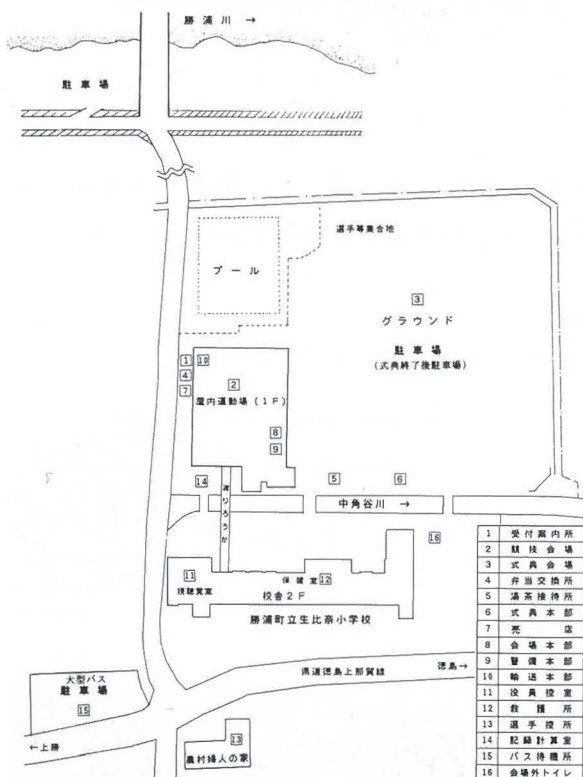 勝浦川 →
駐車場
選手等集合地
プール
3
グラウンド
駐車場
(式典終了後駐車場)
1 10
4
7
2
屋内運動場(1F)
8
9
14
渡りろうか
5
6
中角谷川 →
16
11
視聴覚室
保健室 12
校舎2F
勝浦町立生比奈小学校
県道徳島上那賀線
徳島→
大型バス
駐車場
15
←上勝
13
農村婦人の家
1 受付案内所
2 競技会場
3 式典会場
4 弁当交換所
5 湯茶接待所
6 式典本部
7 売店
8 会場本部
9 警備本部
10 輸送本部
11 役員控室
12 救護所
13 選手控所
14 記録計算室
15 バス待機所
16 会場外トイレ